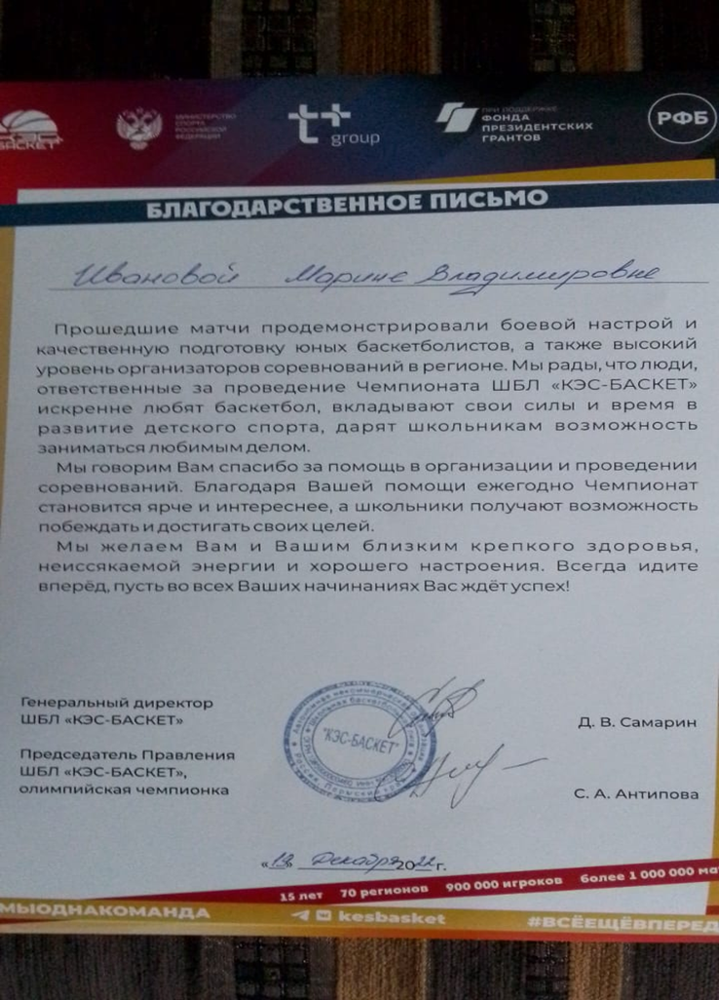 БАСКЕТ
МИНИСТЕРСТВО
СПОРТА
РОССИЙСКОЙ
ФЕДЕРАЦИИ
t+
group
ПРИ ПОДДЕРЖКЕ
ФОНДА
ПРЕЗИДЕНТСКИХ
ГРАНТОВ
РФБ
БЛАГОДАРСТВЕННОЕ ПИСЬМО
Ивановой Марине Владимировне
Прошедшие матчи продемонстрировали боевой настрой и
качественную подготовку юных баскетболистов, а также высокий
уровень организаторов соревнований в регионе. Мы рады, что люди,
ответственные за проведение Чемпионата ШБЛ «КЭС-БАСКЕТ»
искренне любят баскетбол, вкладывают свои силы и время в
развитие детского спорта, дарят школьникам возможность
заниматься любимым делом.
Мы говорим Вам спасибо за помощь в организации и проведении
соревнований. Благодаря Вашей помощи ежегодно Чемпионат
становится ярче и интереснее, а школьники получают возможность
побеждать и достигать своих целей.
Мы желаем Вам и Вашим близким крепкого здоровья,
неиссякаемой энергии и хорошего настроения. Всегда идите
вперёд, пусть во всех Ваших начинаниях Вас ждёт успех!
Генеральный директор
ШБЛ «КЭС-БАСКЕТ»
Д. В. Самарин
Председатель Правления
ШБЛ «КЭС-БАСКЕТ»,
олимпийская чемпионка
С. А. Антипова
"КЭС-БАСКЕТ"
«19» Декабря 2022 г.
15 лет 70 регионов 900 000 игроков более 1 000 000 ма
МЫОДНАКОМАНДА kesbasket #ВСЁЕЩЁВПЕРЕД